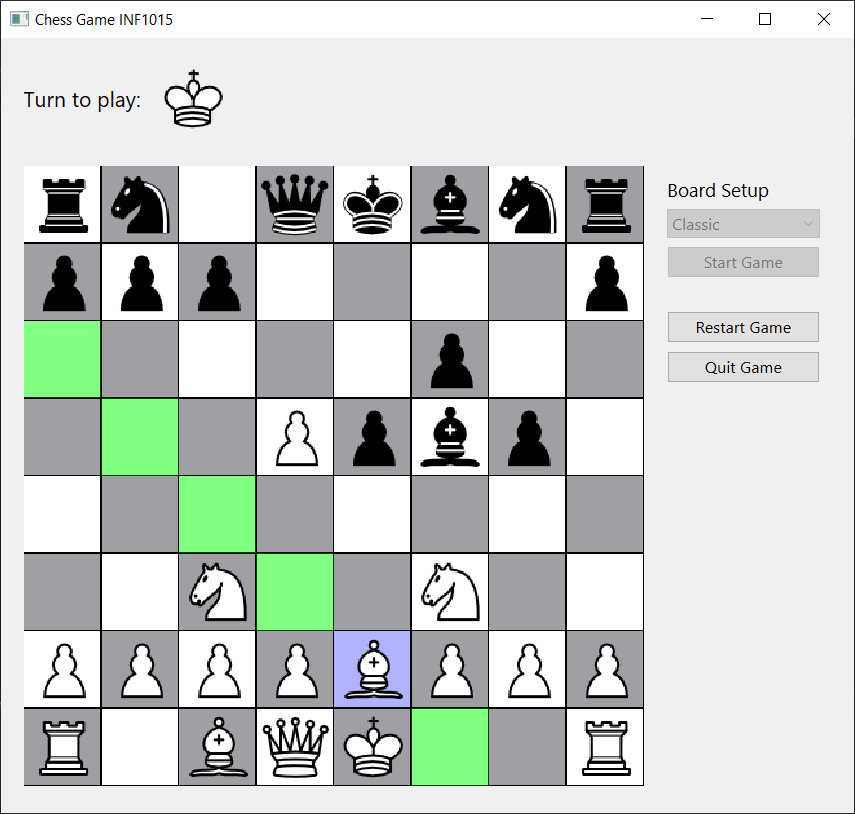 Chess Game INF1015
Turn to play:
Board Setup
Classic
Start Game
Restart Game
Quit Game